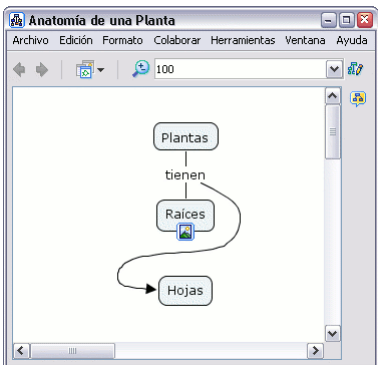 Anatomía de una Planta
Archivo Edición Formato Colaborar Herramientas Ventana Ayuda
100
Plantas
tienen
Raíces
Hojas